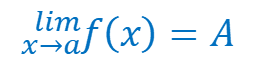 lim x→a f(x) = A